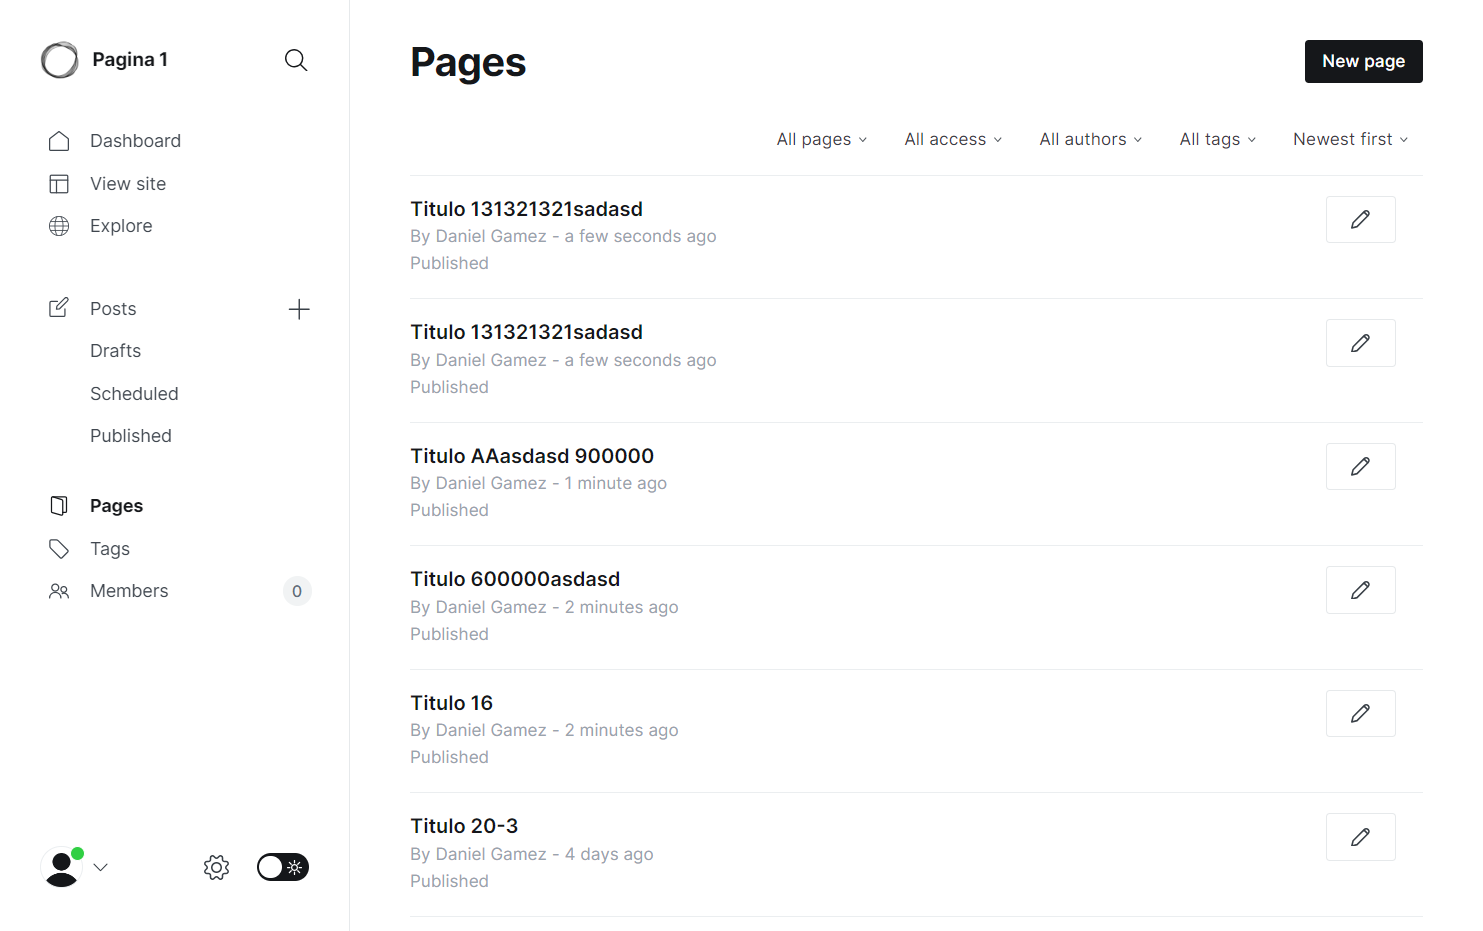 Pagina 1
Dashboard
View site
Explore
Posts
Drafts
Scheduled
Published
Pages
Tags
Members 0
Pages
New page
All pages All access All authors All tags Newest first
Titulo 131321321sadasd
By Daniel Gamez - a few seconds ago
Published
Titulo 131321321sadasd
By Daniel Gamez - a few seconds ago
Published
Titulo AAasdasd 900000
By Daniel Gamez - 1 minute ago
Published
Titulo 600000asdasd
By Daniel Gamez - 2 minutes ago
Published
Titulo 16
By Daniel Gamez - 2 minutes ago
Published
Titulo 20-3
By Daniel Gamez - 4 days ago
Published